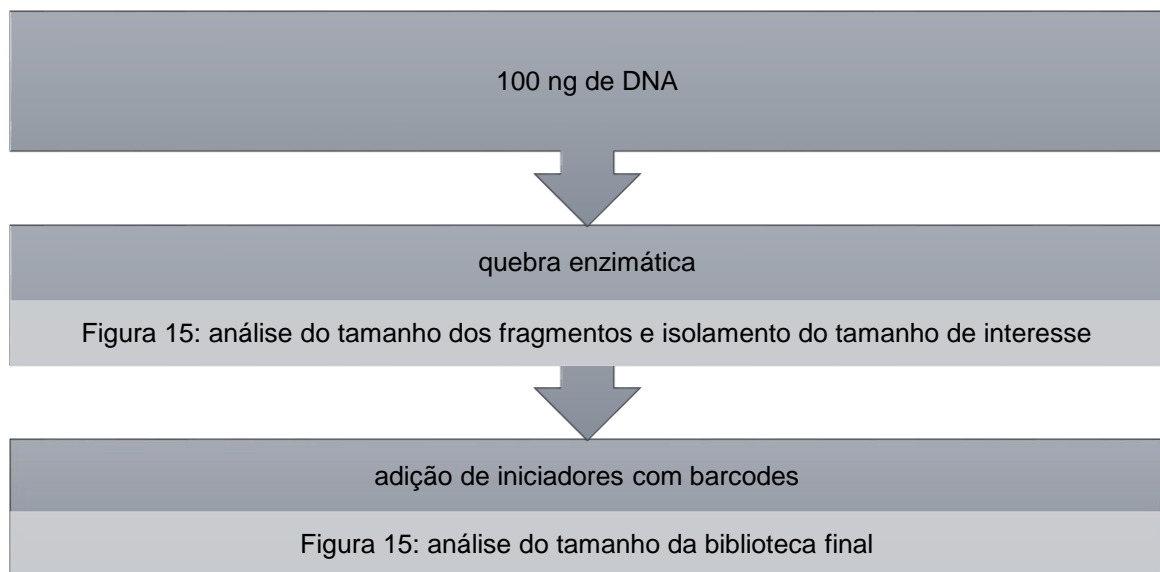 100 ng de DNA
quebra enzimática
Figura 15: análise do tamanho dos fragmentos e isolamento do tamanho de interesse
adição de iniciadores com barcodes
Figura 15: análise do tamanho da biblioteca final